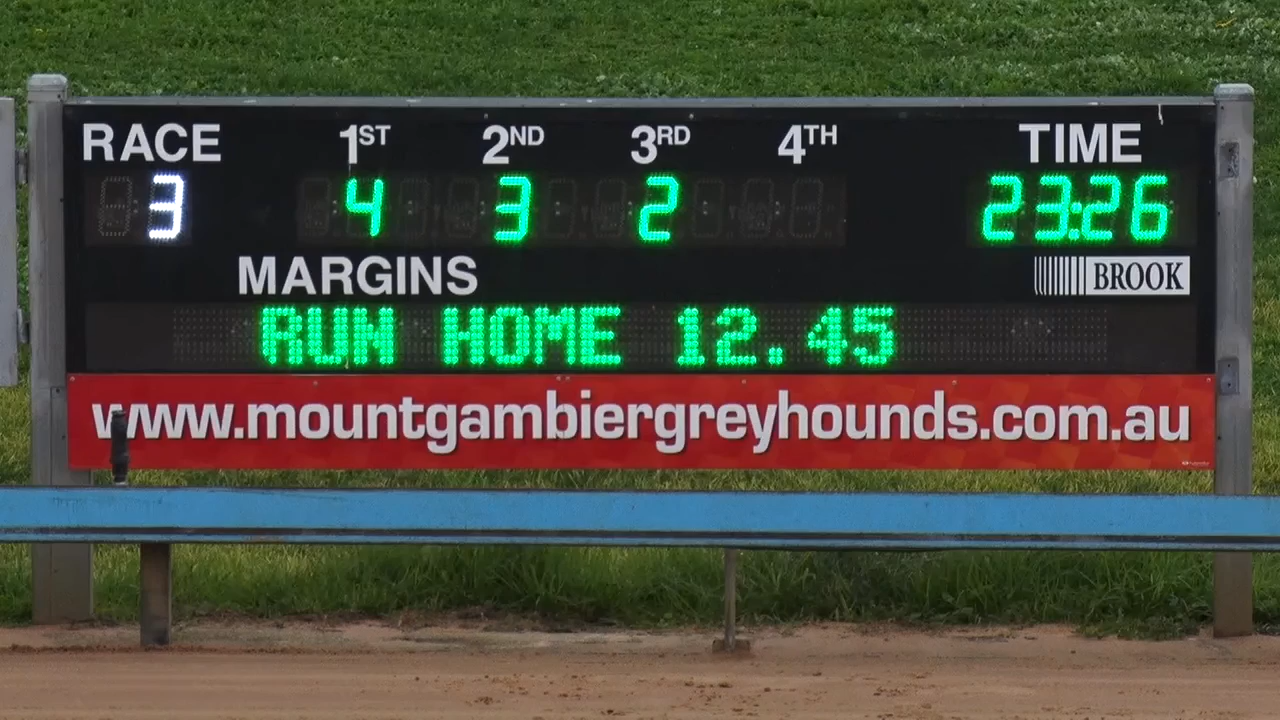 RACE 1ST 2ND 3RD 4TH TIME
3 4 3 2 23:26
MARGINS BROOK
RUN HOME 12.45
www.mountgambiergreyhounds.com.au